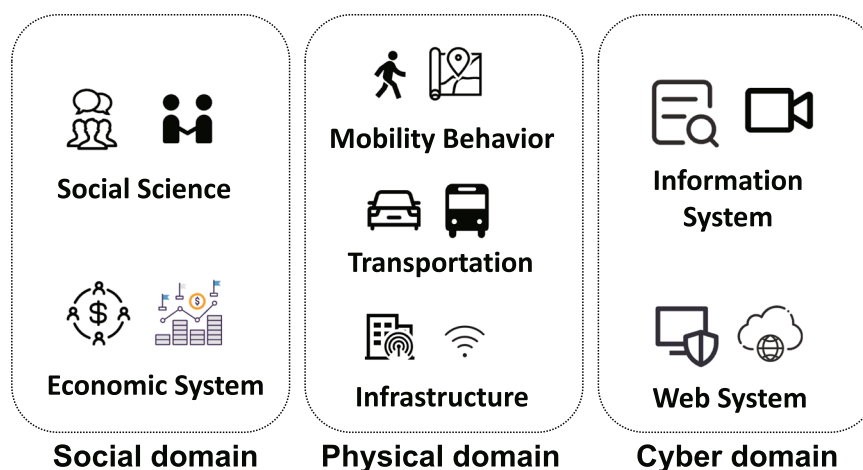 Social Science
Economic System
Social domain
Mobility Behavior
Transportation
Infrastructure
Physical domain
Information
System
Web System
Cyber domain